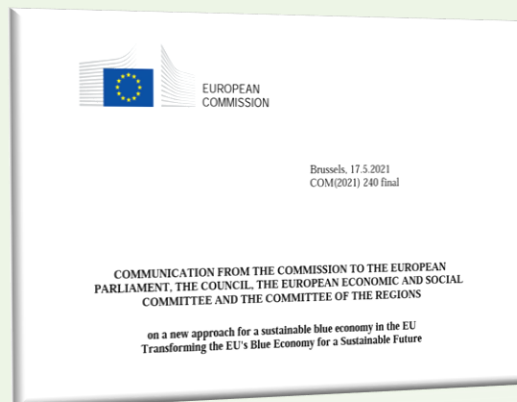 EUROPEAN
COMMISSION
Brussels, 17.5.2021
COM(2021) 240 final
COMMUNICATION FROM THE COMMISSION TO THE EUROPEAN
PARLIAMENT, THE COUNCIL, THE EUROPEAN ECONOMIC AND SOCIAL
COMMITTEE AND THE COMMITTEE OF THE REGIONS
on a new approach for a sustainable blue economy in the EU
Transforming the EU's Blue Economy for a Sustainable Future